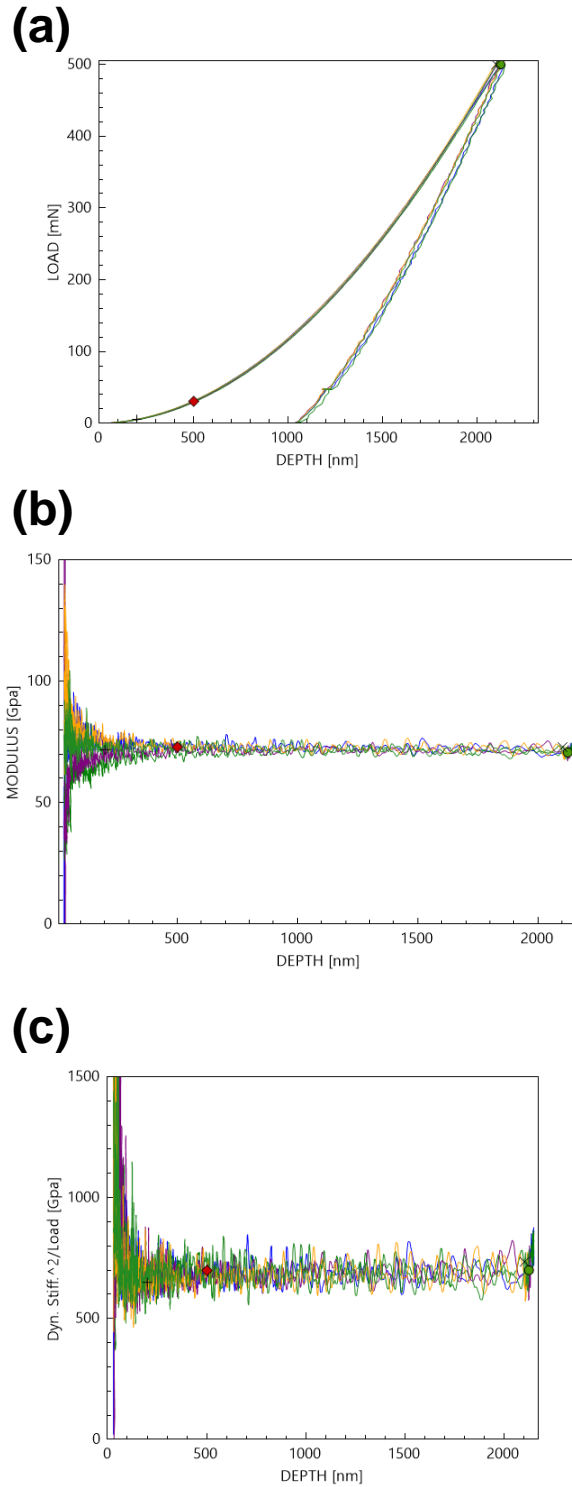 (a)
500
400
300
200
100
0
LOAD [mN]
0 500 1000 1500 2000
DEPTH [nm]
(b)
150
100
50
0
MODULUS [Gpa]
500 1000 1500 2000
DEPTH [nm]
(c)
1500
1000
500
0
Dyn. Stiff.^2/Load [Gpa]
0 500 1000 1500 2000
DEPTH [nm]